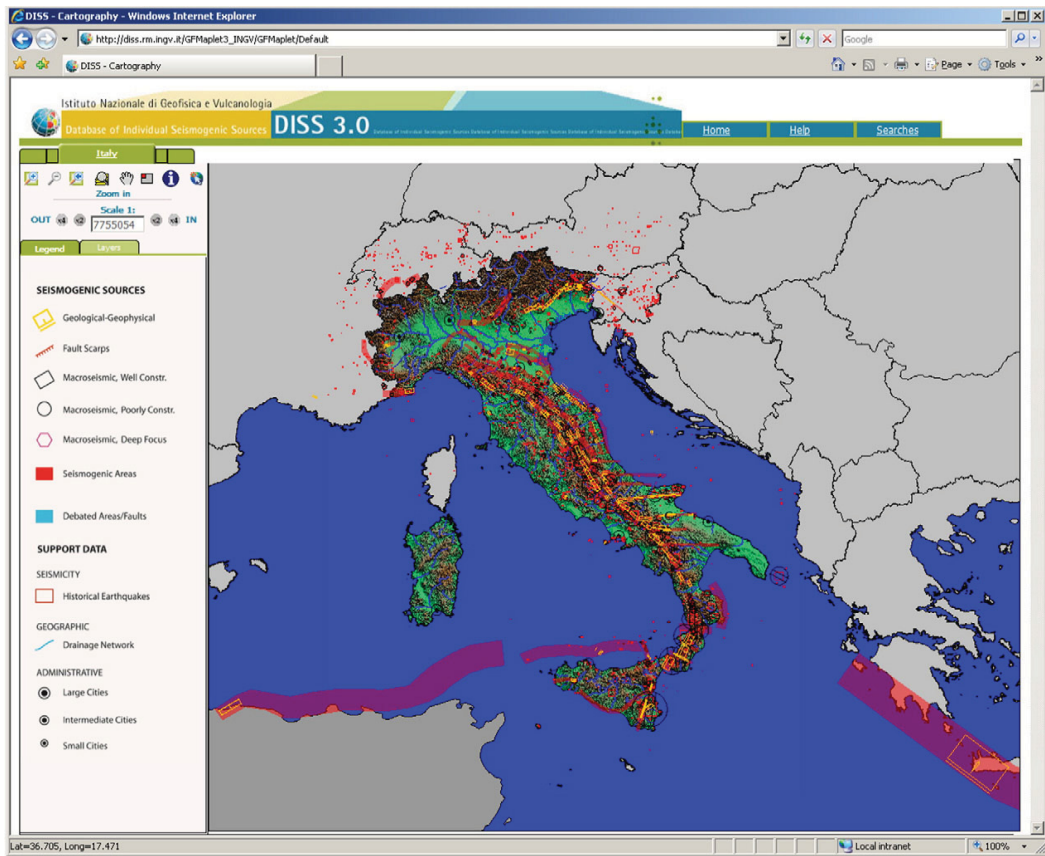 DISS - Cartography - Windows Internet Explorer
http://diss.rm.ingv.it/GFMaplet3_INGV/GFMaplet/Default
Google
DISS - Cartography
Page
Tools
Istituto Nazionale di Geofisica e Vulcanologia
Database of Individual Seismogenic Sources DISS 3.0
Home Help Searches
Italy
Zoom in
Scale 1:
OUT x4 x2 7755054 x2 x4 IN
Legend Layers
SEISMOGENIC SOURCES
Geological-Geophysical
Fault Scarps
Macroseismic, Well Constr.
Macroseismic, Poorly Constr.
Macroseismic, Deep Focus
Seismogenic Areas
Debated Areas/Faults
SUPPORT DATA
SEISMICITY
Historical Earthquakes
GEOGRAPHIC
Drainage Network
ADMINISTRATIVE
Large Cities
Intermediate Cities
Small Cities
Lat=36.705, Long=17.471
Local intranet
100%